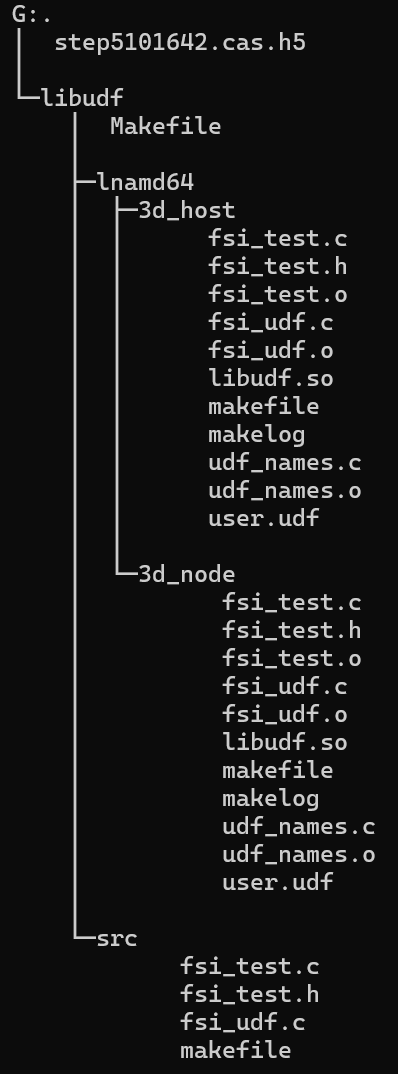 G:.
step5101642.cas.h5
libudf
Makefile
lnamd64
3d_host
fsi_test.c
fsi_test.h
fsi_test.o
fsi_udf.c
fsi_udf.o
libudf.so
makefile
makelog
udf_names.c
udf_names.o
user.udf
3d_node
fsi_test.c
fsi_test.h
fsi_test.o
fsi_udf.c
fsi_udf.o
libudf.so
makefile
makelog
udf_names.c
udf_names.o
user.udf
src
fsi_test.c
fsi_test.h
fsi_udf.c
makefile